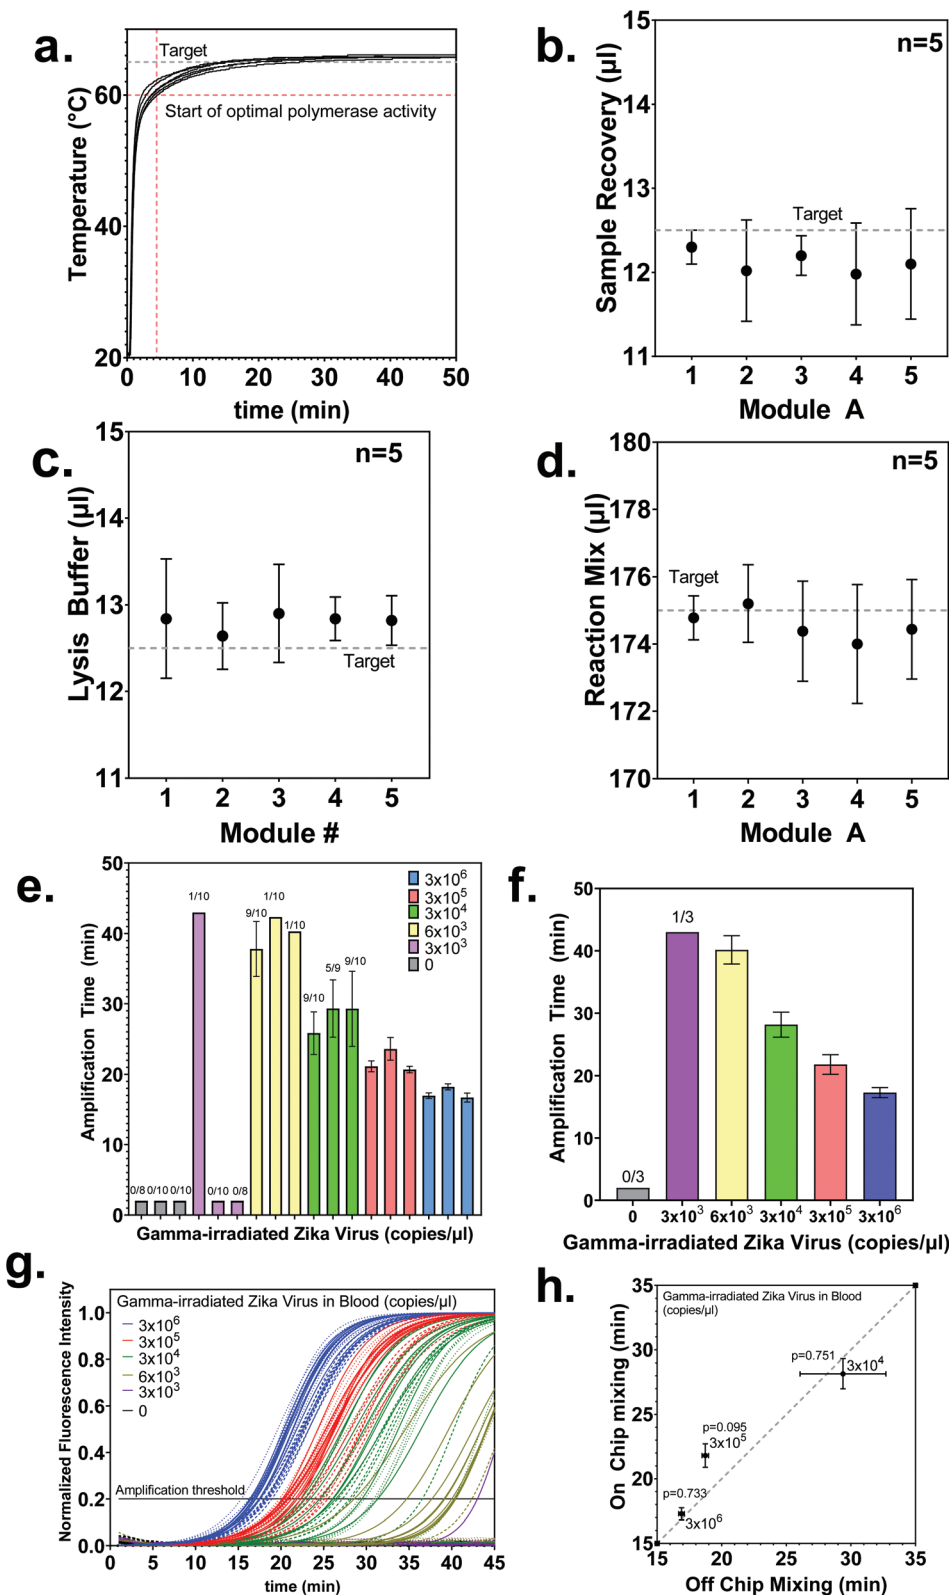 a.
Target
Start of optimal polymerase activity
Temperature (°C)
60
40
20
0 10 20 30 40 50
time (min)
b.
n=5
Target
Sample Recovery (µl)
15
14
13
12
11
1 2 3 4 5
Module A
c.
n=5
Target
Lysis Buffer (µl)
15
14
13
12
11
1 2 3 4 5
Module #
d.
n=5
Target
Reaction Mix (µl)
180
178
176
174
172
170
1 2 3 4 5
Module A
e.
Amplification Time (min)
50
40
30
20
10
0
0/8 0/10 0/10 1/10 0/10 0/8 9/10 1/10 1/10 9/10 5/9 9/10
3x10⁶
3x10⁵
3x10⁴
6x10³
3x10³
0
Gamma-irradiated Zika Virus (copies/µl)
f.
Amplification Time (min)
50
40
30
20
10
0
0/3 1/3
0 3x10³ 6x10³ 3x10⁴ 3x10⁵ 3x10⁶
Gamma-irradiated Zika Virus (copies/µl)
g.
Gamma-irradiated Zika Virus in Blood (copies/µl)
3x10⁶
3x10⁵
3x10⁴
6x10³
3x10³
0
Amplification threshold
Normalized Fluorescence Intensity
1.0
0.8
0.6
0.4
0.2
0.0
0 5 10 15 20 25 30 35 40 45
time (min)
h.
Gamma-irradiated Zika Virus in Blood
(copies/µl)
p=0.751
3x10⁴
p=0.095
3x10⁵
p=0.733
3x10⁶
On Chip mixing (min)
35
31
29
25
21
19
15
15 19 21 25 29 31 35
Off Chip Mixing (min)